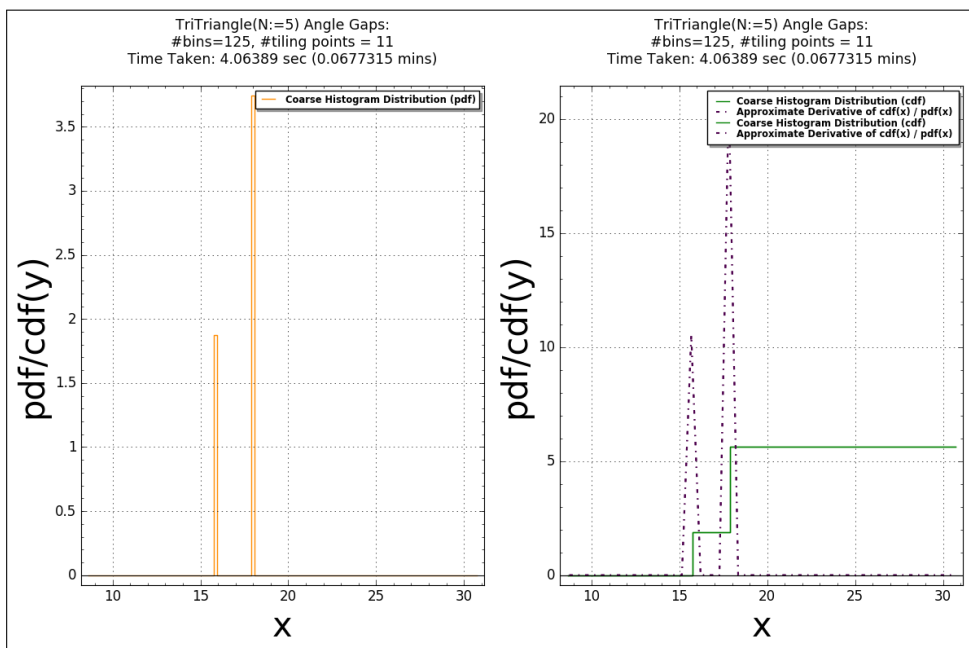 TriTriangle(N:=5) Angle Gaps:
#bins=125, #tiling points = 11
Time Taken: 4.06389 sec (0.0677315 mins)
Coarse Histogram Distribution (pdf)
3.5
3
2.5
2
1.5
1
0.5
0
pdf/cdf(y)
10
15
20
25
30
x
TriTriangle(N:=5) Angle Gaps:
#bins=125, #tiling points = 11
Time Taken: 4.06389 sec (0.0677315 mins)
Coarse Histogram Distribution (cdf)
Approximate Derivative of cdf(x) / pdf(x)
Coarse Histogram Distribution (cdf)
Approximate Derivative of cdf(x) / pdf(x)
20
15
10
5
0
pdf/cdf(y)
10
15
20
25
30
x